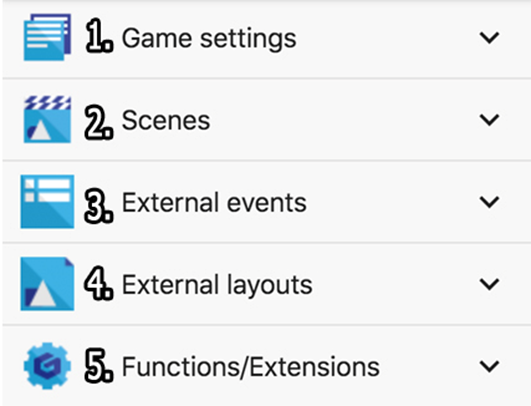 1. Game settings
2. Scenes
3. External events
4. External layouts
5. Functions/Extensions